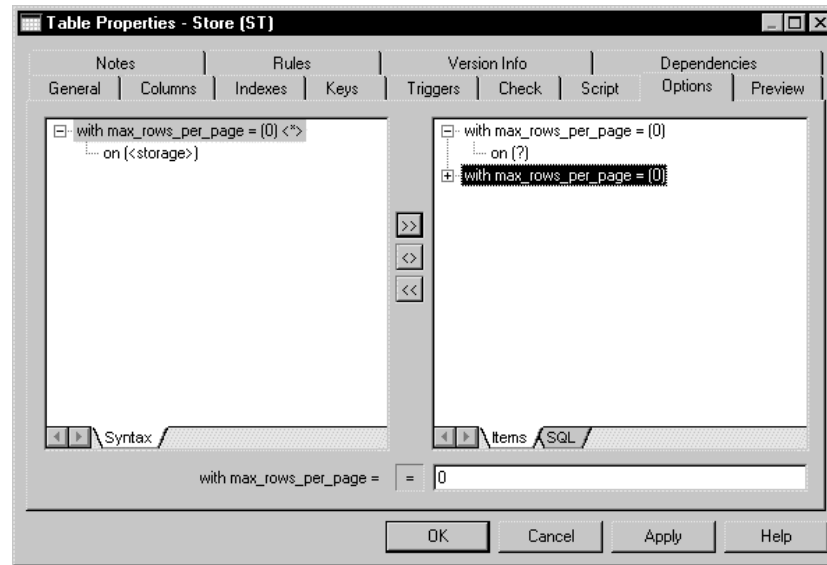 Table Properties - Store (ST)
Notes Rules Version Info Dependencies
General Columns Indexes Keys Triggers Check Script Options Preview
with max_rows_per_page = (0) <*>
on (<storage>)
with max_rows_per_page = (0)
on (?)
with max_rows_per_page = (0)
>>
<>
<<
Syntax
Items SQL
with max_rows_per_page = = 0
OK Cancel Apply Help